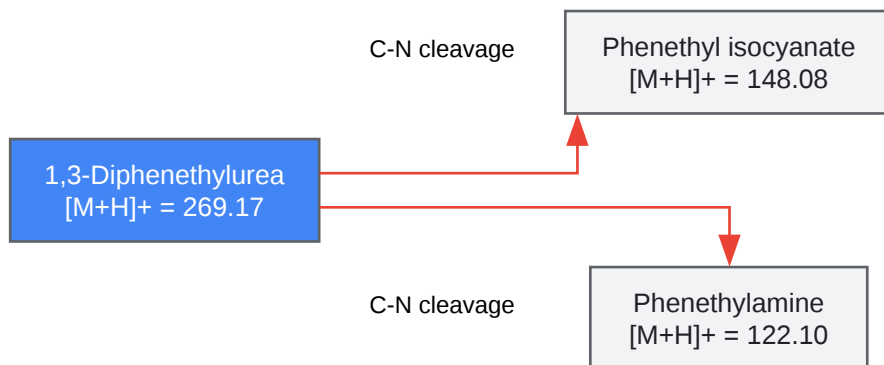 C-N cleavage
Phenethyl isocyanate
[M+H]+ = 148.08
1,3-Diphenethylurea
[M+H]+ = 269.17
C-N cleavage
Phenethylamine
[M+H]+ = 122.10